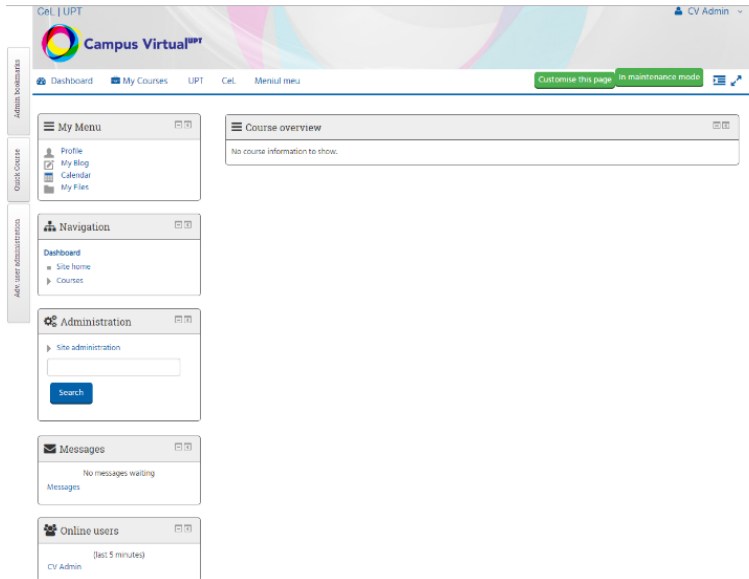 CeL | UPT
CV Admin
Campus Virtual UPT
Dashboard My Courses UPT CeL Meniul meu
Customise this page In maintenance mode
Admin bookmarks
Quick Course
Adv. user administration
My Menu
Profile
My Blog
Calendar
My Files
Navigation
Dashboard
Site home
Courses
Administration
Site administration
Search
Messages
No messages waiting
Messages
Online users
(last 5 minutes)
CV Admin
Course overview
No course information to show.